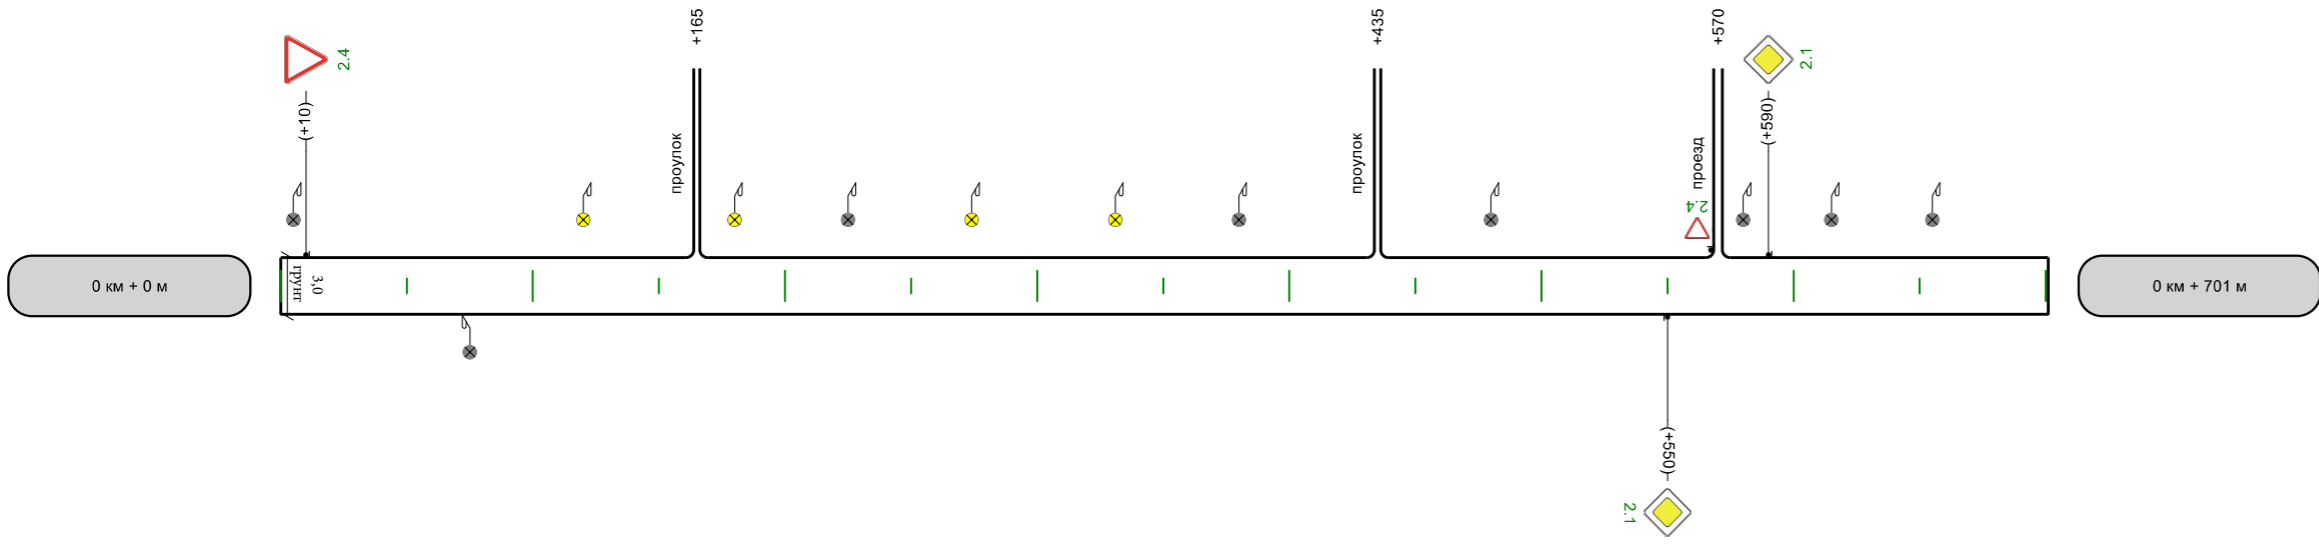 +165
+435
+570
2.4
2.1
(+10)
(+590)
проулок
проулок
проезд
2.4
0 км + 0 м
грунт
3,0
0 км + 701 м
(+550)
2.1